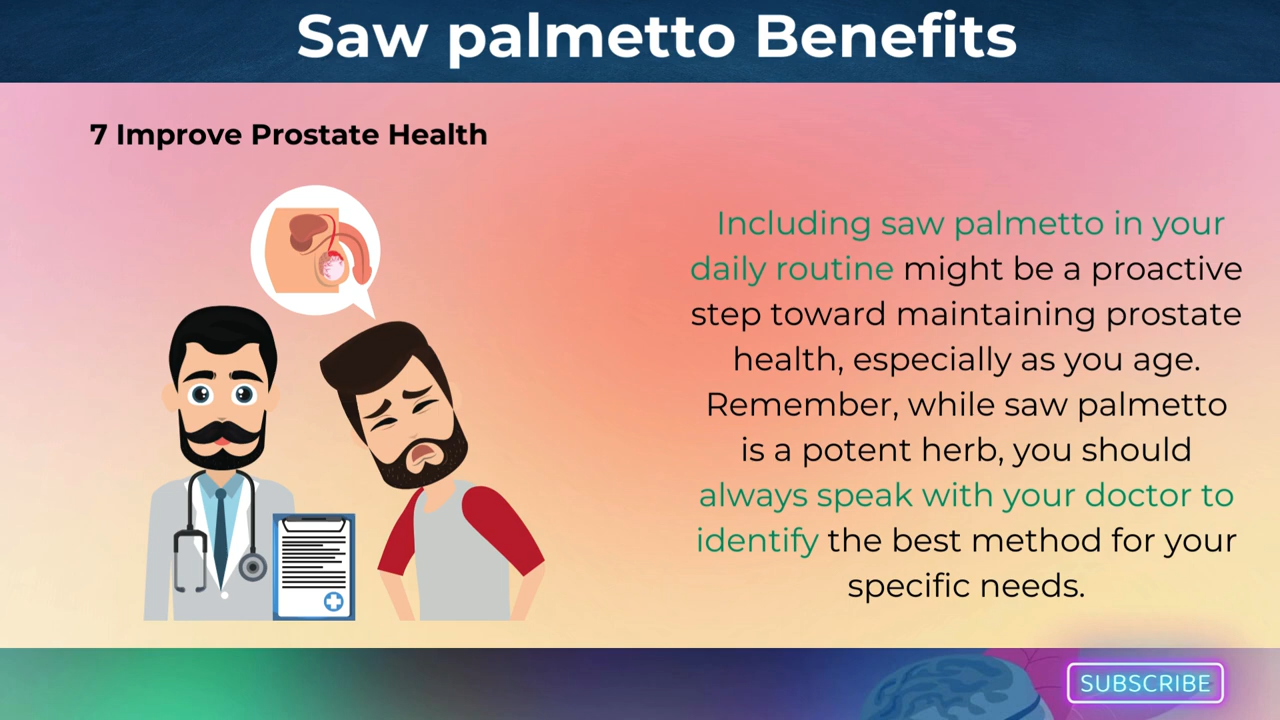 Saw palmetto Benefits
7 Improve Prostate Health
Including saw palmetto in your
daily routine might be a proactive
step toward maintaining prostate
health, especially as you age.
Remember, while saw palmetto
is a potent herb, you should
always speak with your doctor to
identify the best method for your
specific needs.
SUBSCRIBE